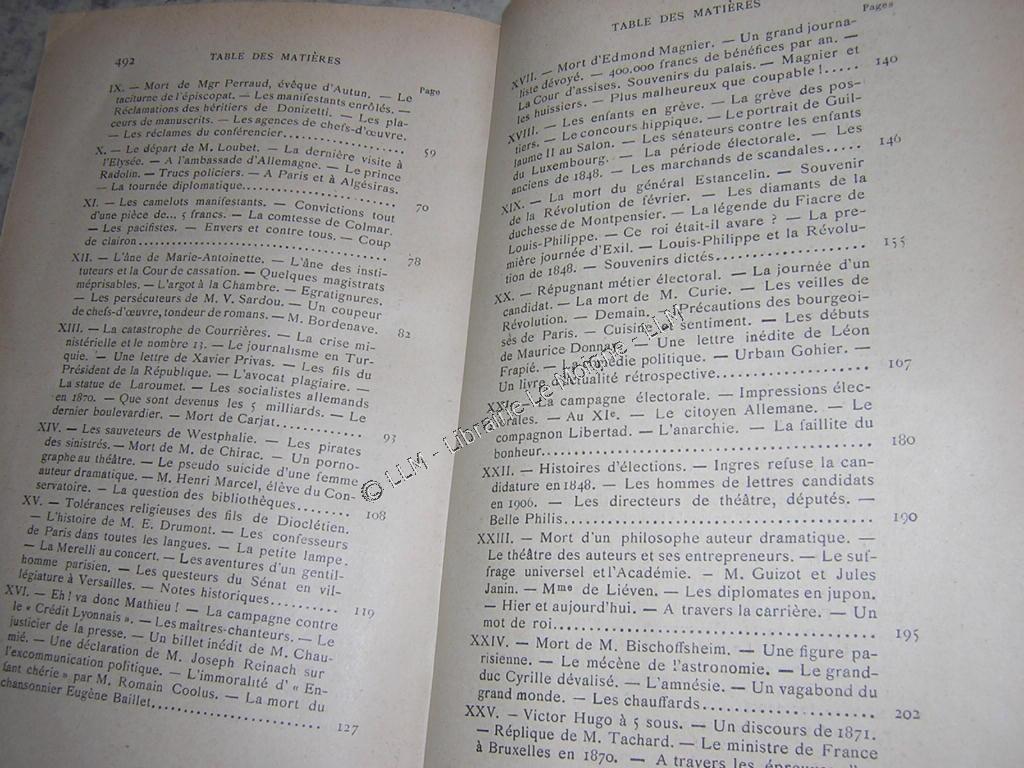 492 TABLE DES MATIÈRES
Page
IX. — Mort de Mgr Perraud, évêque d'Autun. — Le
taciturne de l'épiscopat. — Les manifestants enrôlés. —
Réclamations des héritiers de Donizetti. — Les pla-
ceurs de manuscrits. — Les agences de chefs-d'œuvre.
— Les réclames du conférencier.................. 59
X. — Le départ de M. Loubet. — La dernière visite à
l'Elysée. — A l'ambassade d'Allemagne. — Le prince
Radolin. — Trucs policiers. — A Paris et à Algésiras.
— La tournée diplomatique...................... 70
XI. — Les camelots manifestants. — Convictions tout
d'une pièce de... 5 francs. — La comtesse de Colmar.
— Les pacifistes. — Envers et contre tous. — Coup
de clairon................................. 78
XII. — L'âne de Marie-Antoinette. — L'âne des insti-
tuteurs et la Cour de cassation. — Quelques magistrats
méprisables. — L'argot à la Chambre. — Egratignures.
— Les persécuteurs de M. V. Sardou. — Un coupeur
de chefs-d'œuvre, tondeur de romans. — M. Bordenave. 82
XIII. — La catastrophe de Courrières. — La crise mi-
nistérielle et le nombre 13. — Le journalisme en Tur-
quie. — Une lettre de Xavier Privas. — Les fils du
Président de la République. — L'avocat plagiaire. —
La statue de Laroumet. — Les socialistes allemands
en 1870. — Que sont devenus les 5 milliards. — Le
dernier boulevardier. — Mort de Carjat............ 93
XIV. — Les sauveteurs de Westphalie. — Les pirates
des sinistrés. — Mort de M. de Chirac. — Un porno-
graphe au théâtre. — Le pseudo suicide d'une femme
auteur dramatique. — M. Henri Marcel, élève du Con-
servatoire. — La question des bibliothèques........ 108
XV. — Tolérances religieuses des fils de Dioclétien.
— L'histoire de M. E. Drumont. — Les confesseurs
de Paris dans toutes les langues. — La petite lampe.
— La Merelli au concert. — Les aventures d'un gentil-
homme parisien. — Les questeurs du Sénat en vil-
légiature à Versailles. — Notes historiques.......... 119
XVI. — Eh ! va donc Mathieu ! — La campagne contre
le « Crédit Lyonnais ». — Les maîtres-chanteurs. — Le
justicier de la presse. — Un billet inédit de M. Chau-
mié. — Une déclaration de M. Joseph Reinach sur
l'excommunication politique. — L'immoralité d' « En-
fant chérie » par M. Romain Coolus. — La mort du
chansonnier Eugène Baillet..................... 127
TABLE DES MATIÈRES
Pages
XVII. — Mort d'Edmond Magnier. — Un grand journa-
liste dévoyé. — 400.000 francs de bénéfices par an. —
La Cour d'assises. Souvenirs du palais. — Magnier et
les huissiers. — Plus malheureux que coupable !..... 140
XVIII. — Les enfants en grève. — La grève des pos-
tiers. — Le concours hippique. — Le portrait de Guil-
laume II au Salon. — Les sénateurs contre les enfants
du Luxembourg. — La période électorale. — Les
anciens de 1848. — Les marchands de scandales..... 146
XIX. — La mort du général Estancelin. — Souvenir
de la Révolution de février. — Les diamants de la
duchesse de Montpensier. — La légende du Fiacre de
Louis-Philippe. — Ce roi était-il avare ? — La pre-
mière journée d'Exil. — Louis-Philippe et la Révolu-
tion de 1848. — Souvenirs dictés................. 155
XX. — Répugnant métier électoral. — La journée d'un
candidat. — La mort de M. Curie. — Les veilles de
Révolution. — Demain. — Précautions des bourgeoi-
ses de Paris. — Cuisine et sentiment. — Les débuts
de Maurice Donnay. — Une lettre inédite de Léon
Frapié. — La comédie politique. — Urbain Gohier. —
Un livre d'actualité rétrospective................. 167
XXI. — La campagne électorale. — Impressions élec-
torales. — Au XIe. — Le citoyen Allemane. — Le
compagnon Libertad. — L'anarchie. — La faillite du
bonheur....................................... 180
XXII. — Histoires d'élections. — Ingres refuse la can-
didature en 1848. — Les hommes de lettres candidats
en 1906. — Les directeurs de théâtre, députés. —
Belle Philis.................................... 190
XXIII. — Mort d'un philosophe auteur dramatique. —
Le théâtre des auteurs et ses entrepreneurs. — Le suf-
frage universel et l'Académie. — M. Guizot et Jules
Janin. — Mme de Liéven. — Les diplomates en jupon.
— Hier et aujourd'hui. — A travers la carrière. — Un
mot de roi..................................... 195
XXIV. — Mort de M. Bischoffsheim. — Une figure pa-
risienne. — Le mécène de l'astronomie. — Le grand-
duc Cyrille dévalisé. — L'amnésie. — Un vagabond du
grand monde. — Les chauffards................... 202
XXV. — Victor Hugo à 5 sous. — Un discours de 1871.
— Réplique de M. Tachard. — Le ministre de France
à Bruxelles en 1870. — A travers les
© LLM - Librairie Le Moigne - LLM